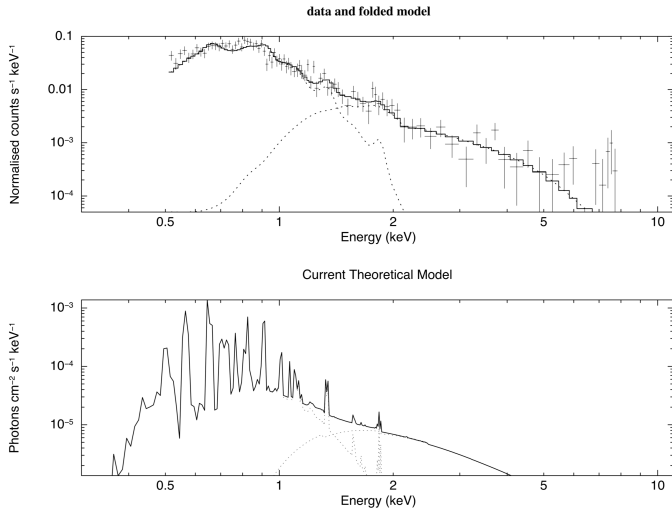 data and folded model
Normalised counts s⁻¹ keV⁻¹
0.1
0.01
10⁻³
10⁻⁴
0.5 1 2 5 10
Energy (keV)
Current Theoretical Model
Photons cm⁻² s⁻¹ keV⁻¹
10⁻³
10⁻⁴
10⁻⁵
0.5 1 2 5 10
Energy (keV)